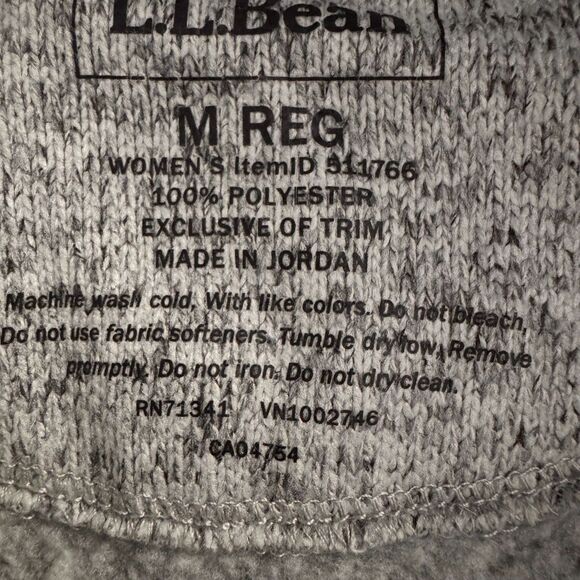 L.L.Bean
M REG
WOMEN'S ItemID 511766
100% POLYESTER
EXCLUSIVE OF TRIM
MADE IN JORDAN
Machine wash cold. With like colors. Do not bleach.
Do not use fabric softeners. Tumble dry low. Remove
promptly. Do not iron. Do not dry clean.
RN71341 VN1002746
CA04754